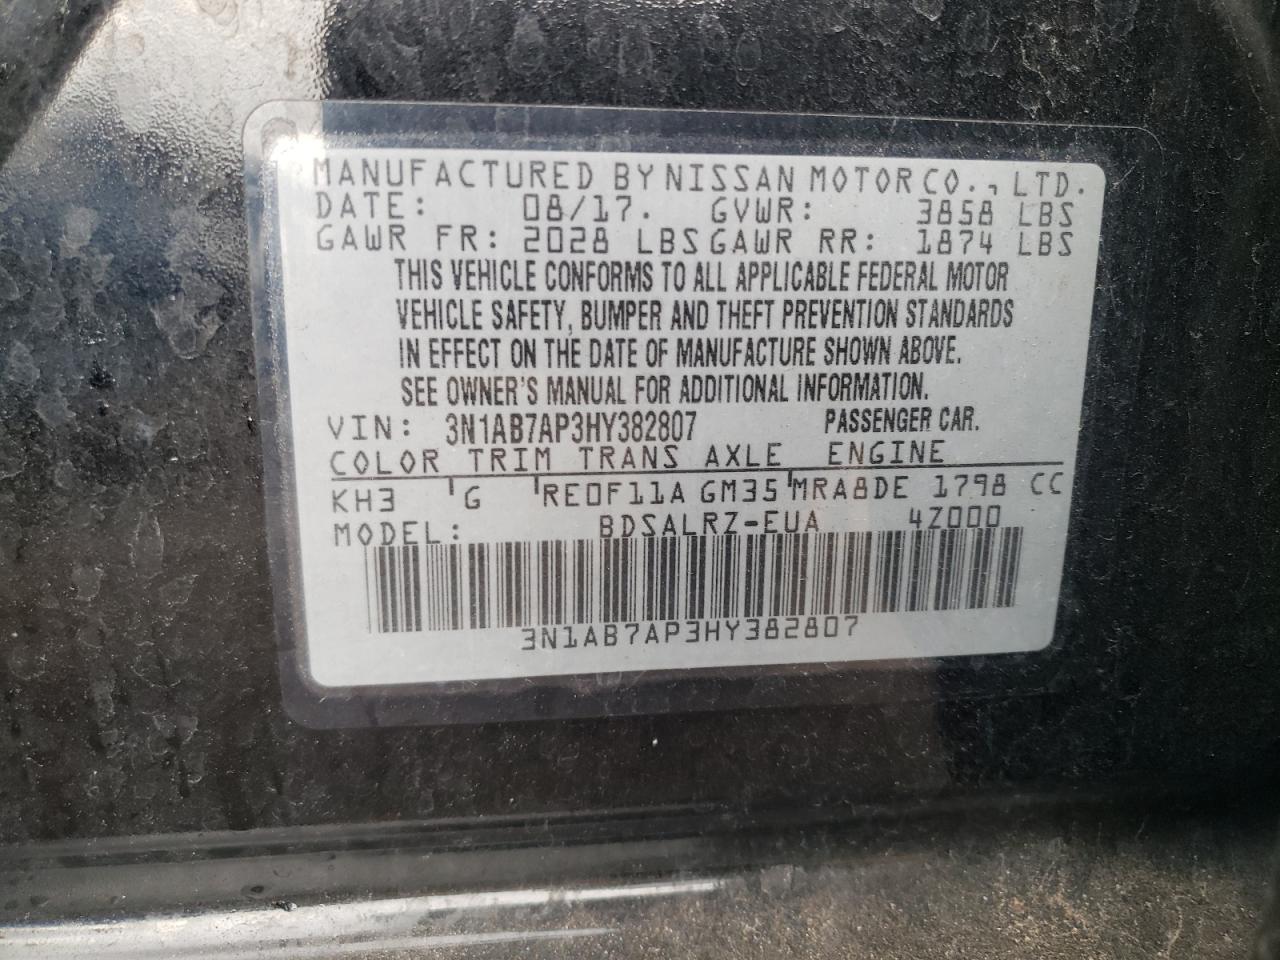 MANUFACTURED BY NISSAN MOTOR CO., LTD.
DATE: 08/17. GVWR: 3858 LBS
GAWR FR: 2028 LBS GAWR RR: 1874 LBS
THIS VEHICLE CONFORMS TO ALL APPLICABLE FEDERAL MOTOR
VEHICLE SAFETY, BUMPER AND THEFT PREVENTION STANDARDS
IN EFFECT ON THE DATE OF MANUFACTURE SHOWN ABOVE.
SEE OWNER'S MANUAL FOR ADDITIONAL INFORMATION.
VIN: 3N1AB7AP3HY382807 PASSENGER CAR.
COLOR TRIM TRANS AXLE ENGINE
KH3 G RE0F11A GM35 MRA8DE 1798 CC
MODEL: BDSALRZ-EUA 4Z000
3N1AB7AP3HY382807